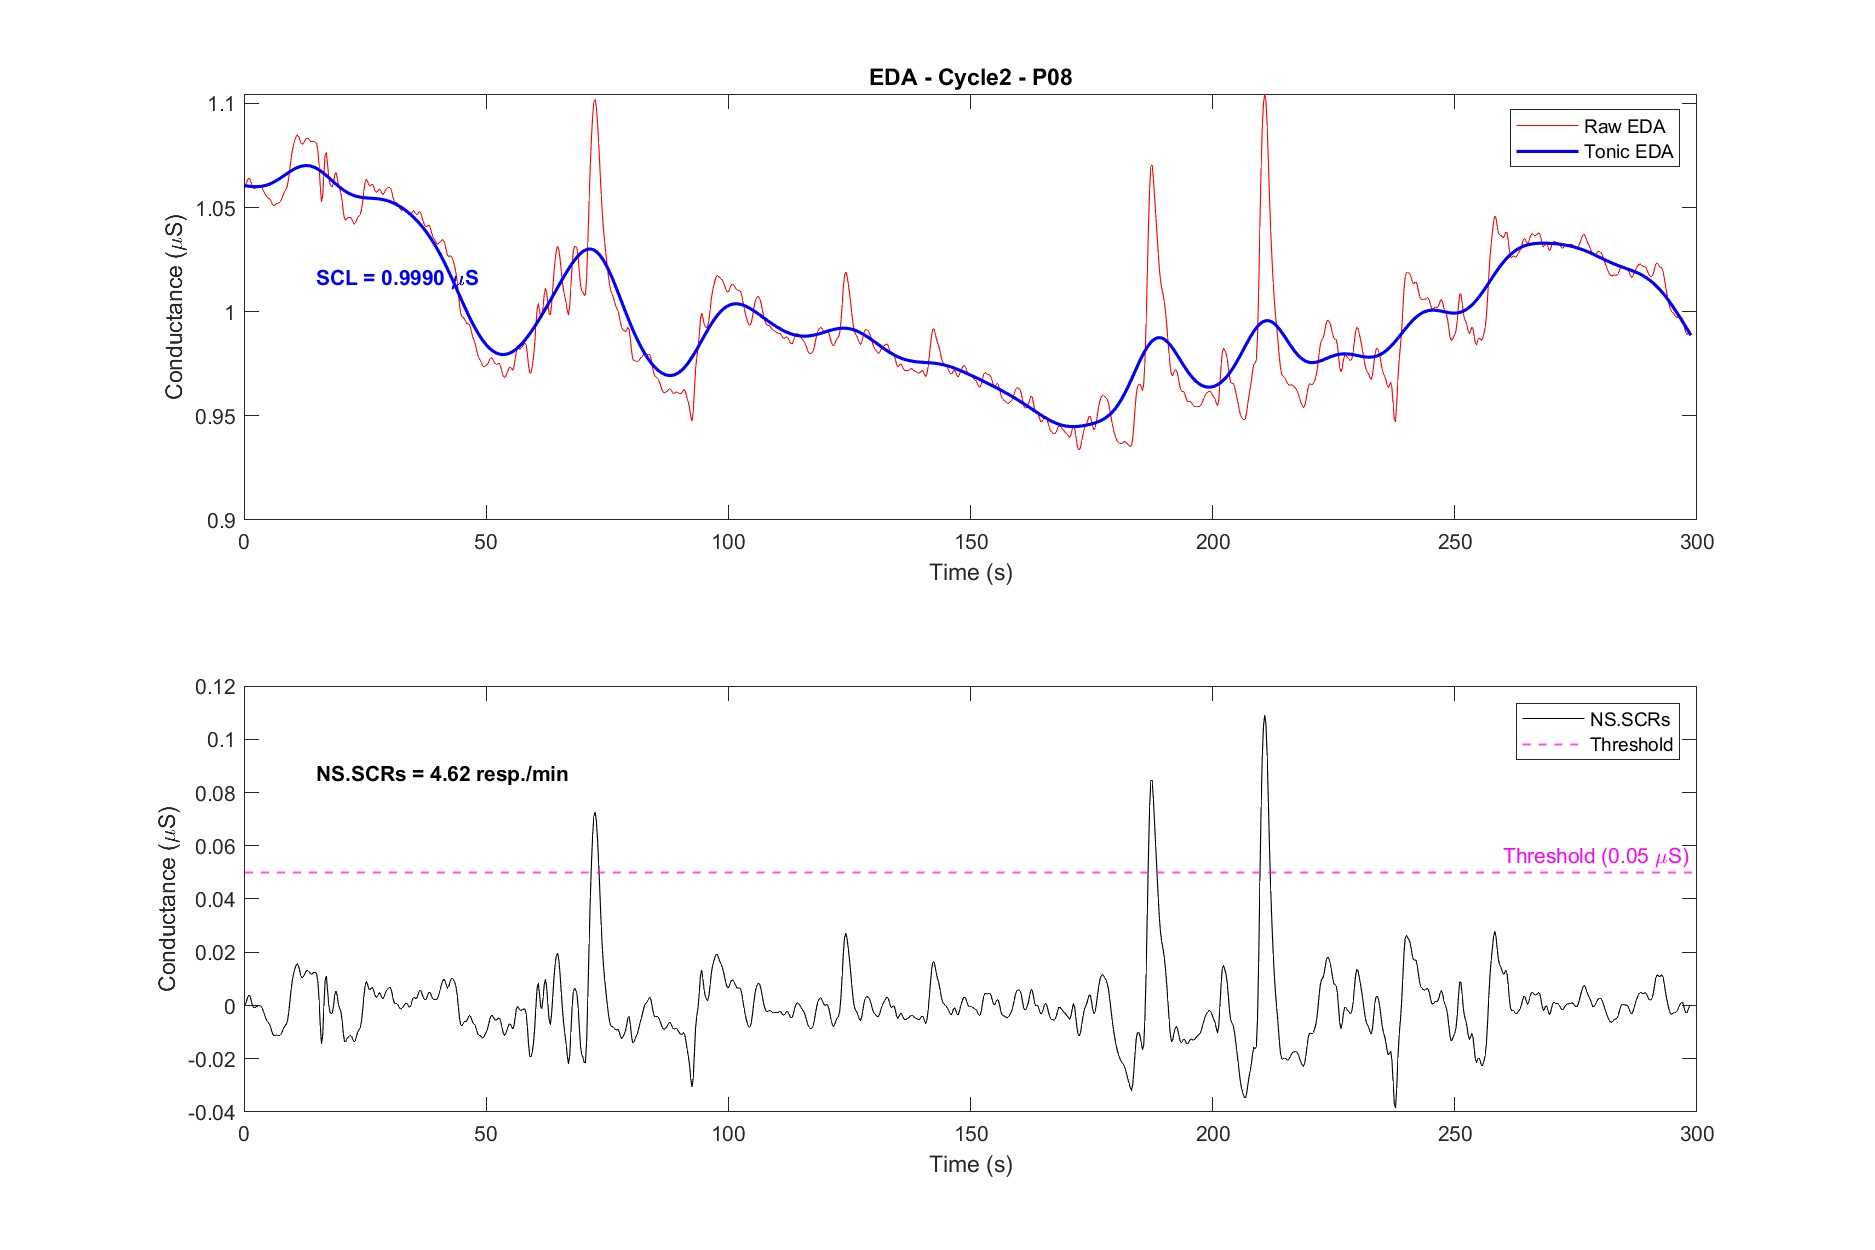 EDA - Cycle2 - P08
Conductance (μS)
1.1
1.05
1
0.95
0.9
SCL = 0.9990 μS
Raw EDA
Tonic EDA
0 50 100 150 200 250 300
Time (s)
Conductance (μS)
0.12
0.1
0.08
0.06
0.04
0.02
0
-0.02
-0.04
NS.SCRs = 4.62 resp./min
NS.SCRs
Threshold
Threshold (0.05 μS)
0 50 100 150 200 250 300
Time (s)